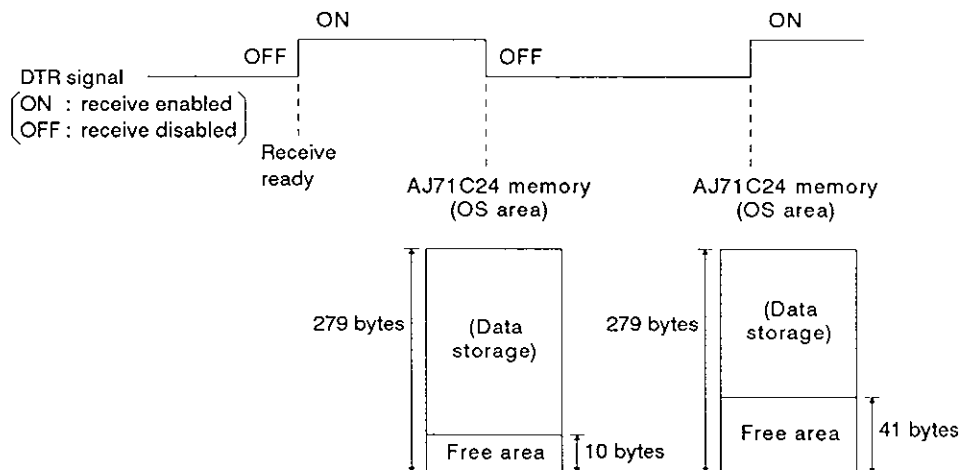 ON
ON
OFF
OFF
DTR signal
ON : receive enabled
OFF : receive disabled
Receive
ready
AJ71C24 memory
(OS area)
AJ71C24 memory
(OS area)
279 bytes
(Data
storage)
279 bytes
(Data
storage)
Free area
10 bytes
Free area
41 bytes